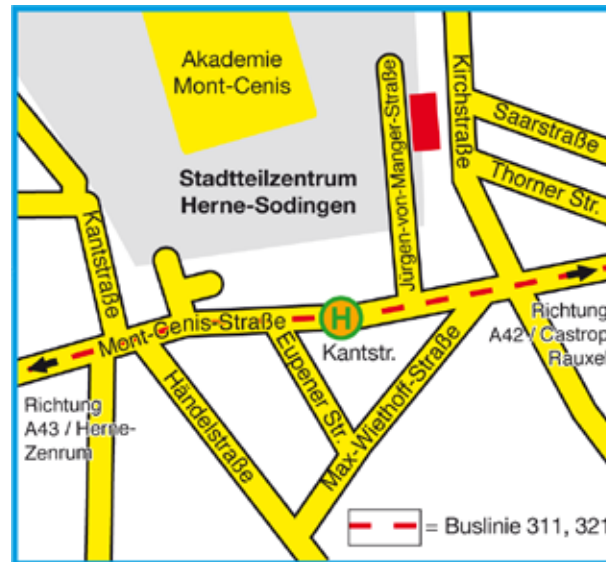 Akademie
Mont-Cenis
Stadtteilzentrum
Herne-Sodingen
Jürgen-von-Manger-Straße
Kirchstraße
Saarstraße
Thorner Str.
Kantstraße
Mont-Cenis-Straße
H
Kantstr.
Richtung
A42 / Castrop
Rauxel
Richtung
A43 / Herne-
Zenrum
Händelstraße
Eupener Str.
Max-Wiethoff-Straße
= Buslinie 311, 321